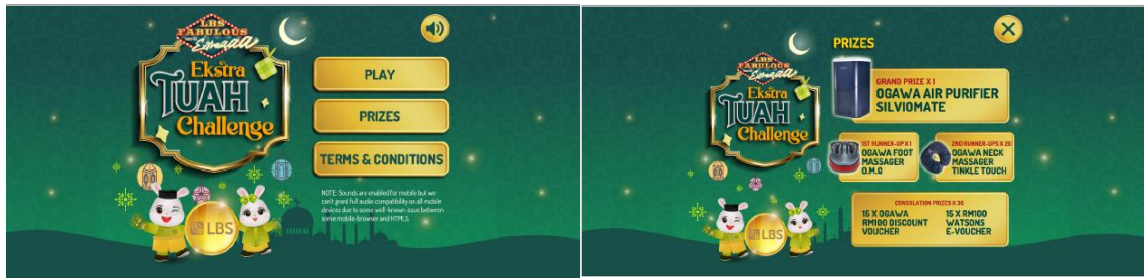 LBS
FABULOUS
Ekstra
TUAH
Challenge
PLAY
PRIZES
TERMS & CONDITIONS
NOTE: Sounds are enabled for mobile but we
can't grant full audio compatibility on all mobile
devices due to some well-known issue between
some mobile-browser and HTML5.
LBS
PRIZES
LBS
FABULOUS
Ekstra
TUAH
Challenge
GRAND PRIZE X 1
OGAWA AIR PURIFIER
SILVIOMATE
1ST RUNNER-UP X 1
OGAWA FOOT
MASSAGER
O.M.G
2ND RUNNER-UPS X 20
OGAWA NECK
MASSAGER
TINKLE TOUCH
CONSOLATION PRIZES X 30
15 X OGAWA
RM100 DISCOUNT
VOUCHER
15 X RM100
WATSONS
E-VOUCHER
LBS